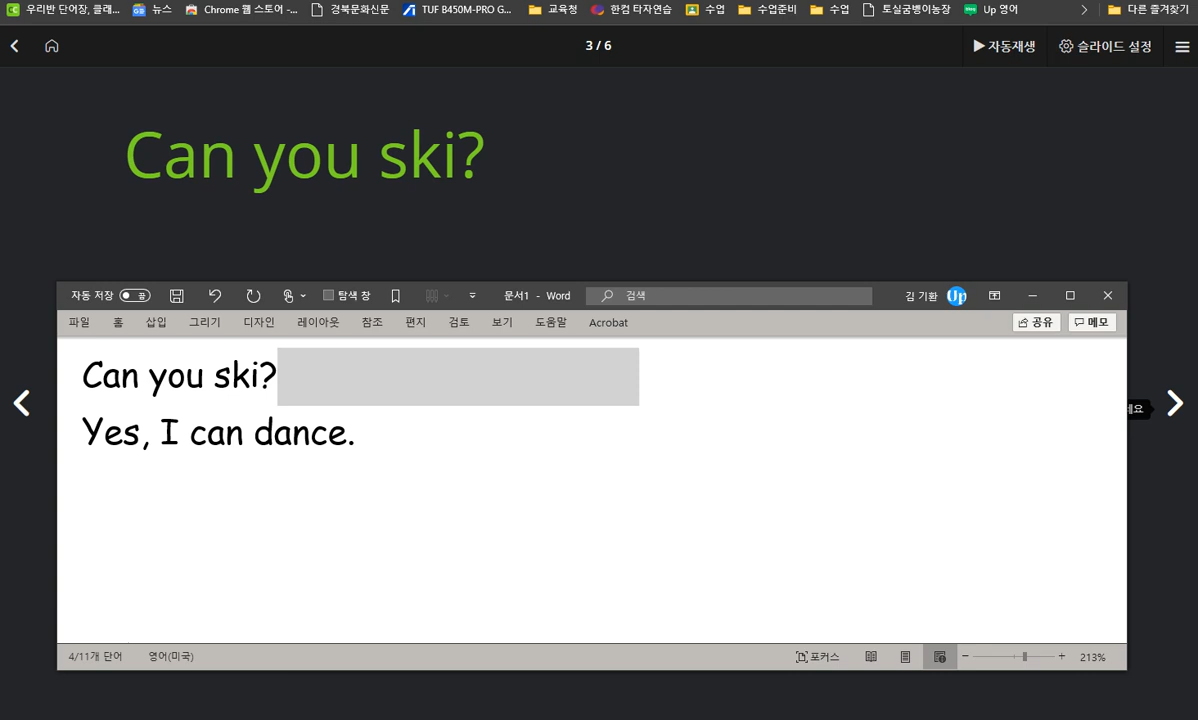 우리반 단어장, 클래... 뉴스 Chrome 웹 스토어 -... 경북문화신문 TUF B450M-PRO G... 교육청 한컴 타자연습 수업 수업준비 수업 토실굼벵이농장 Up 영어 다른 즐겨찾기
3 / 6 자동재생 슬라이드 설정
Can you ski?
자동 저장 끔 탐색 창 문서1 - Word 검색 김 기환 Up
파일 홈 삽입 그리기 디자인 레이아웃 참조 편지 검토 보기 도움말 Acrobat 공유 메모
Can you ski?
Yes, I can dance.
4/11개 단어 영어(미국) 포커스 213%